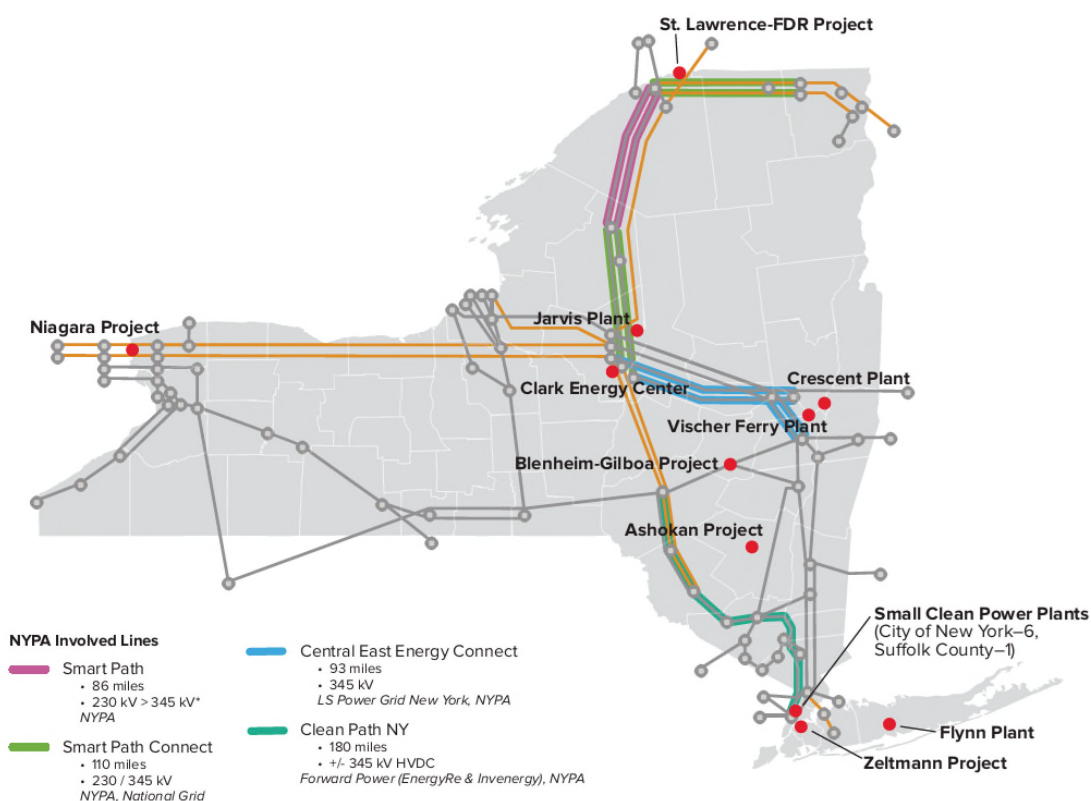 St. Lawrence-FDR Project
Niagara Project
Jarvis Plant
Clark Energy Center
Crescent Plant
Vischer Ferry Plant
Blenheim-Gilboa Project
Ashokan Project
Small Clean Power Plants
(City of New York–6,
Suffolk County–1)
Flynn Plant
Zeltmann Project
NYPA Involved Lines
Smart Path
• 86 miles
• 230 kV > 345 kV*
NYPA
Smart Path Connect
• 110 miles
• 230 / 345 kV
NYPA, National Grid
Central East Energy Connect
• 93 miles
• 345 kV
LS Power Grid New York, NYPA
Clean Path NY
• 180 miles
• +/- 345 kV HVDC
Forward Power (EnergyRe & Invenergy), NYPA